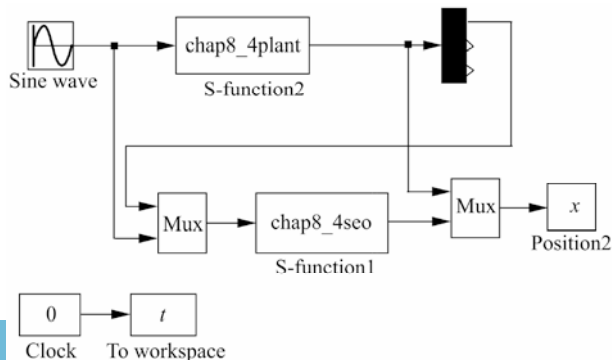 chap8_4plant
Sine wave
S-function2
Mux
chap8_4seo
Mux
x
S-function1
Position2
0
t
Clock
To workspace